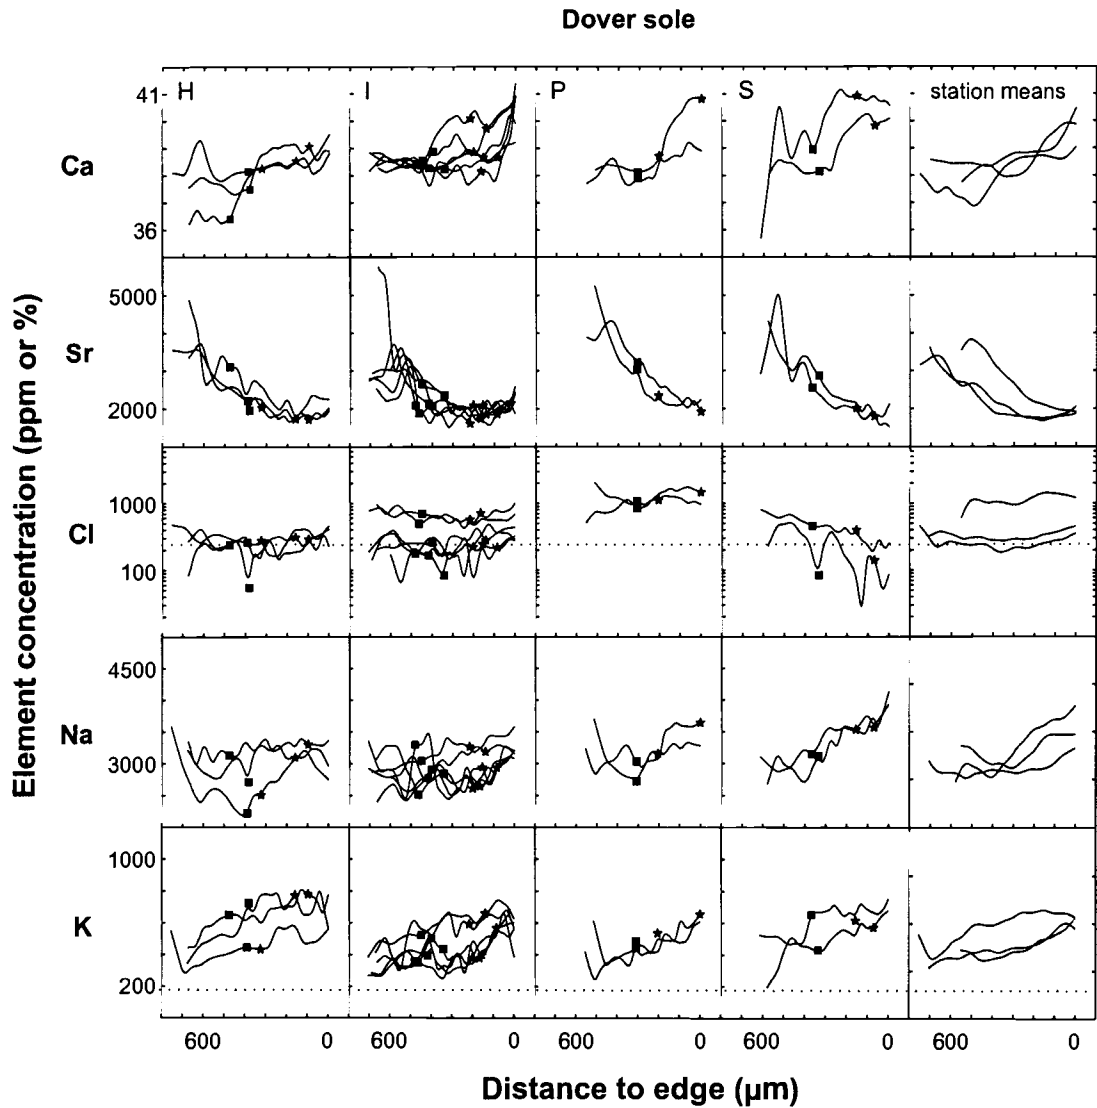 Dover sole
H I P S station means
Element concentration (ppm or %)
Ca
41
36
Sr
5000
2000
Cl
1000
100
Na
4500
3000
K
1000
200
600 0 600 0 600 0 600 0 600 0
Distance to edge (µm)